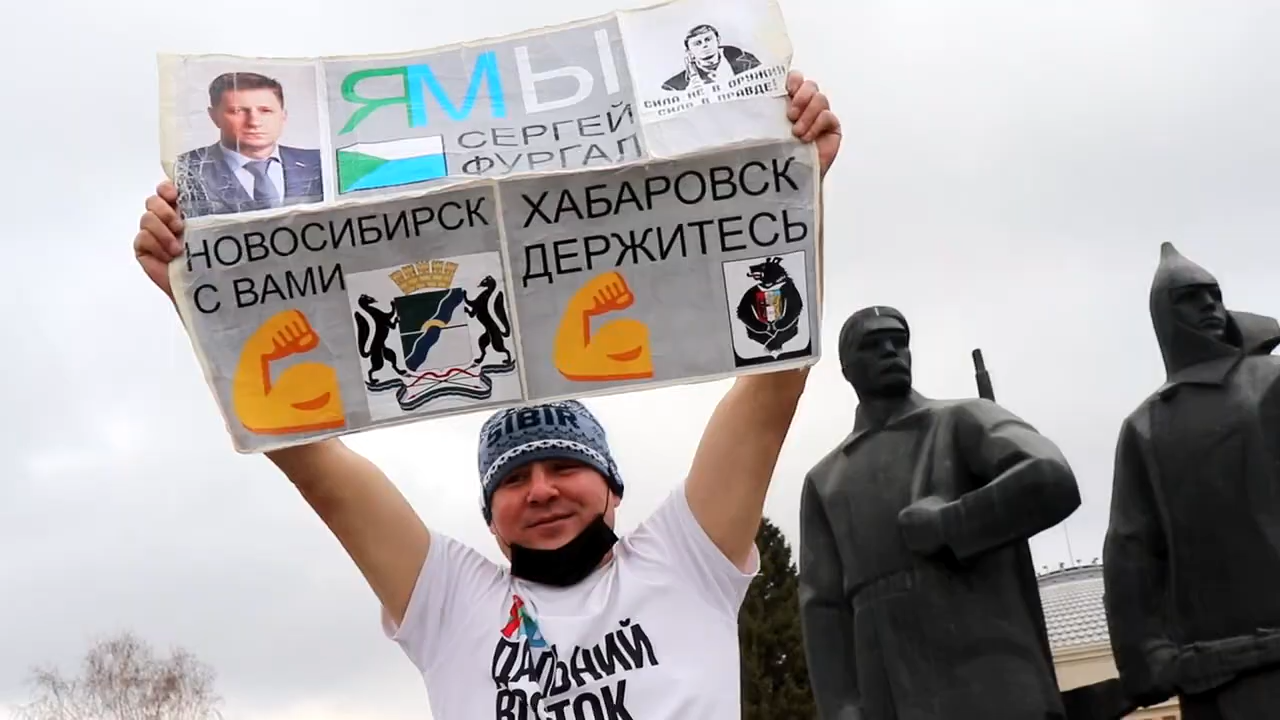 ЯМЫ
СЕРГЕЙ
ФУРГАЛ
СИЛА НЕ В ОРУЖИИ
СИЛА В ПРАВДЕ!
НОВОСИБИРСК
С ВАМИ
ХАБАРОВСК
ДЕРЖИТЕСЬ
SIBIR
ДАЛЬНИЙ
ВОСТОК